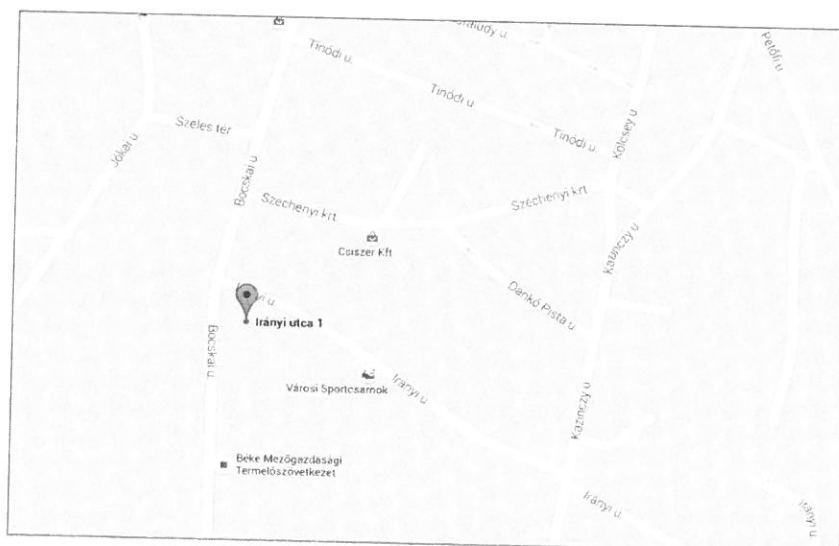 Tinódi u.
Tinódi u
Tinódi u
Petőfi u
Kölcsey u
Széles tér
Jókai u
Bocskai u
Széchenyi krt.
Széchenyi krt
Csiszer Kft
Kazinczy u
Dankó Pista u
Irányi utca 1
Bocskai u
Városi Sportcsarnok
Irányi u
Kazinczy u
Béke Mezőgazdasági
Termelőszövetkezet
Irányi u
Irányi u